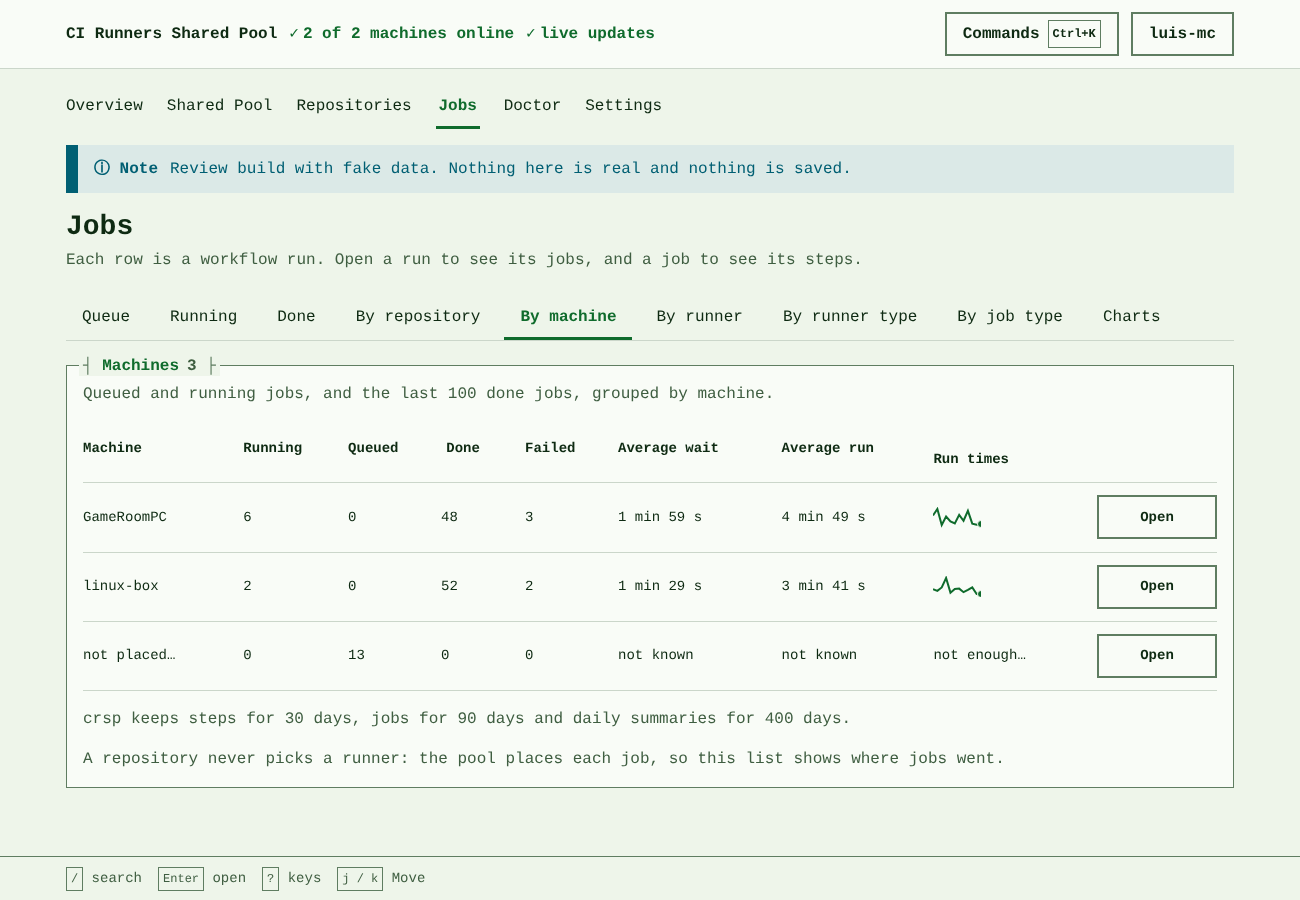 CI Runners Shared Pool ✓ 2 of 2 machines online ✓ live updates Commands Ctrl+K luis-mc
Overview Shared Pool Repositories Jobs Doctor Settings
ⓘ Note Review build with fake data. Nothing here is real and nothing is saved.
Jobs
Each row is a workflow run. Open a run to see its jobs, and a job to see its steps.
Queue Running Done By repository By machine By runner By runner type By job type Charts
┤ Machines 3 ├
Queued and running jobs, and the last 100 done jobs, grouped by machine.
Machine Running Queued Done Failed Average wait Average run Run times
GameRoomPC 6 0 48 3 1 min 59 s 4 min 49 s Open
linux-box 2 0 52 2 1 min 29 s 3 min 41 s Open
not placed… 0 13 0 0 not known not known not enough… Open
crsp keeps steps for 30 days, jobs for 90 days and daily summaries for 400 days.
A repository never picks a runner: the pool places each job, so this list shows where jobs went.
/ search Enter open ? keys j / k Move